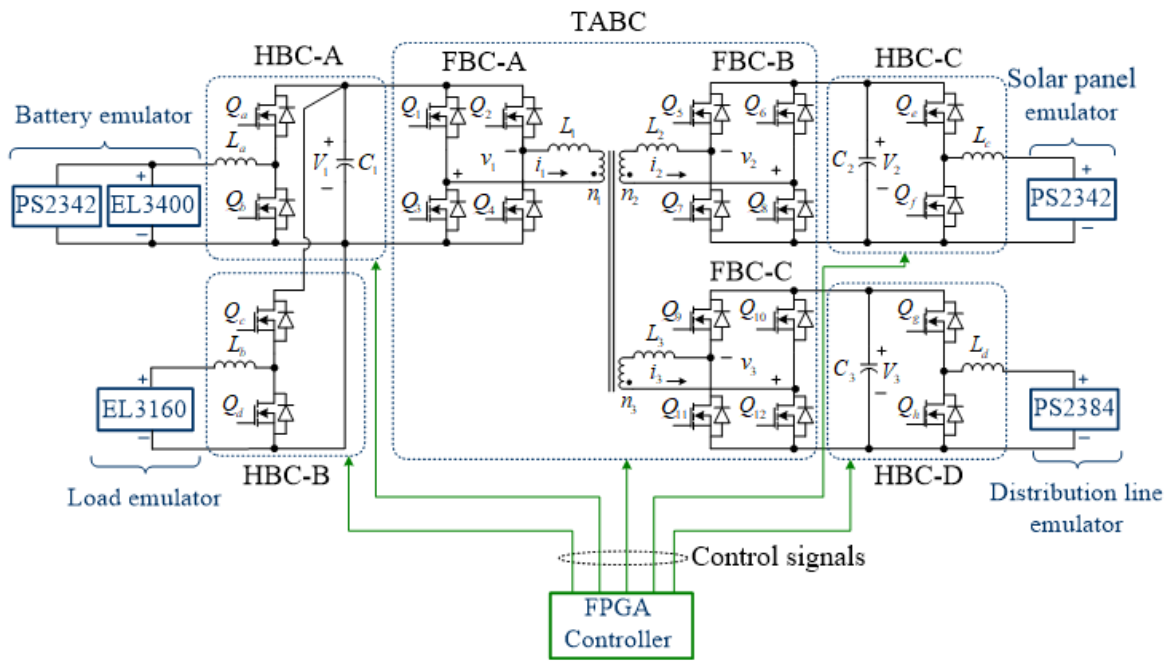 TABC
HBC-A
FBC-A
FBC-B
HBC-C
Solar panel
emulator
Battery emulator
Qa
Q1
Q2
Q5
Q6
Qe
La
L1
L2
Lc
+
V1
−
C1
v1
−
+
i1
n1
i2
n2
v2
−
+
C2
+
V2
−
PS2342
+
EL3400
−
Qb
Q3
Q4
Q7
Q8
Qf
+
PS2342
−
FBC-C
Qc
Q9
Q10
Qg
Lb
L3
Ld
i3
n3
v3
−
+
C3
+
V3
−
+
EL3160
−
Qd
Q11
Q12
Qh
+
PS2384
−
Load emulator
HBC-B
HBC-D
Distribution line
emulator
Control signals
FPGA
Controller